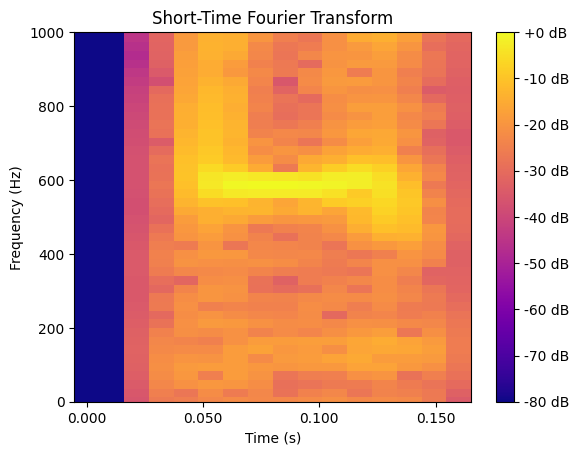 Short-Time Fourier Transform
1000
800
600
400
200
0
Frequency (Hz)
0.000
0.050
0.100
0.150
Time (s)
+0 dB
-10 dB
-20 dB
-30 dB
-40 dB
-50 dB
-60 dB
-70 dB
-80 dB